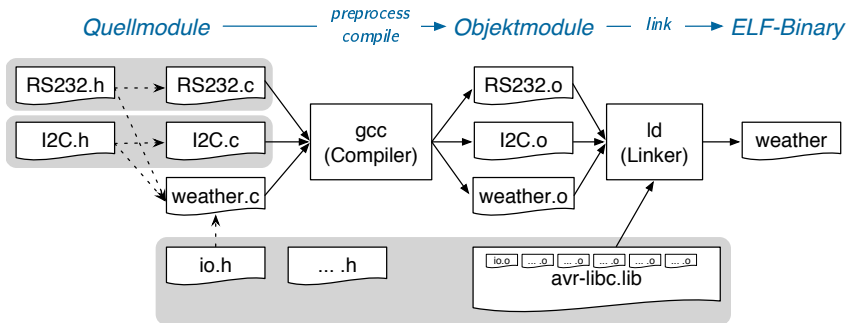 Quellmodule
preprocess
compile
Objektmodule
link
ELF-Binary
RS232.h
RS232.c
RS232.o
I2C.h
I2C.c
gcc
(Compiler)
I2C.o
ld
(Linker)
weather
weather.c
weather.o
io.h
... .h
io.o
... .o
... .o
... .o
... .o
... .o
avr-libc.lib